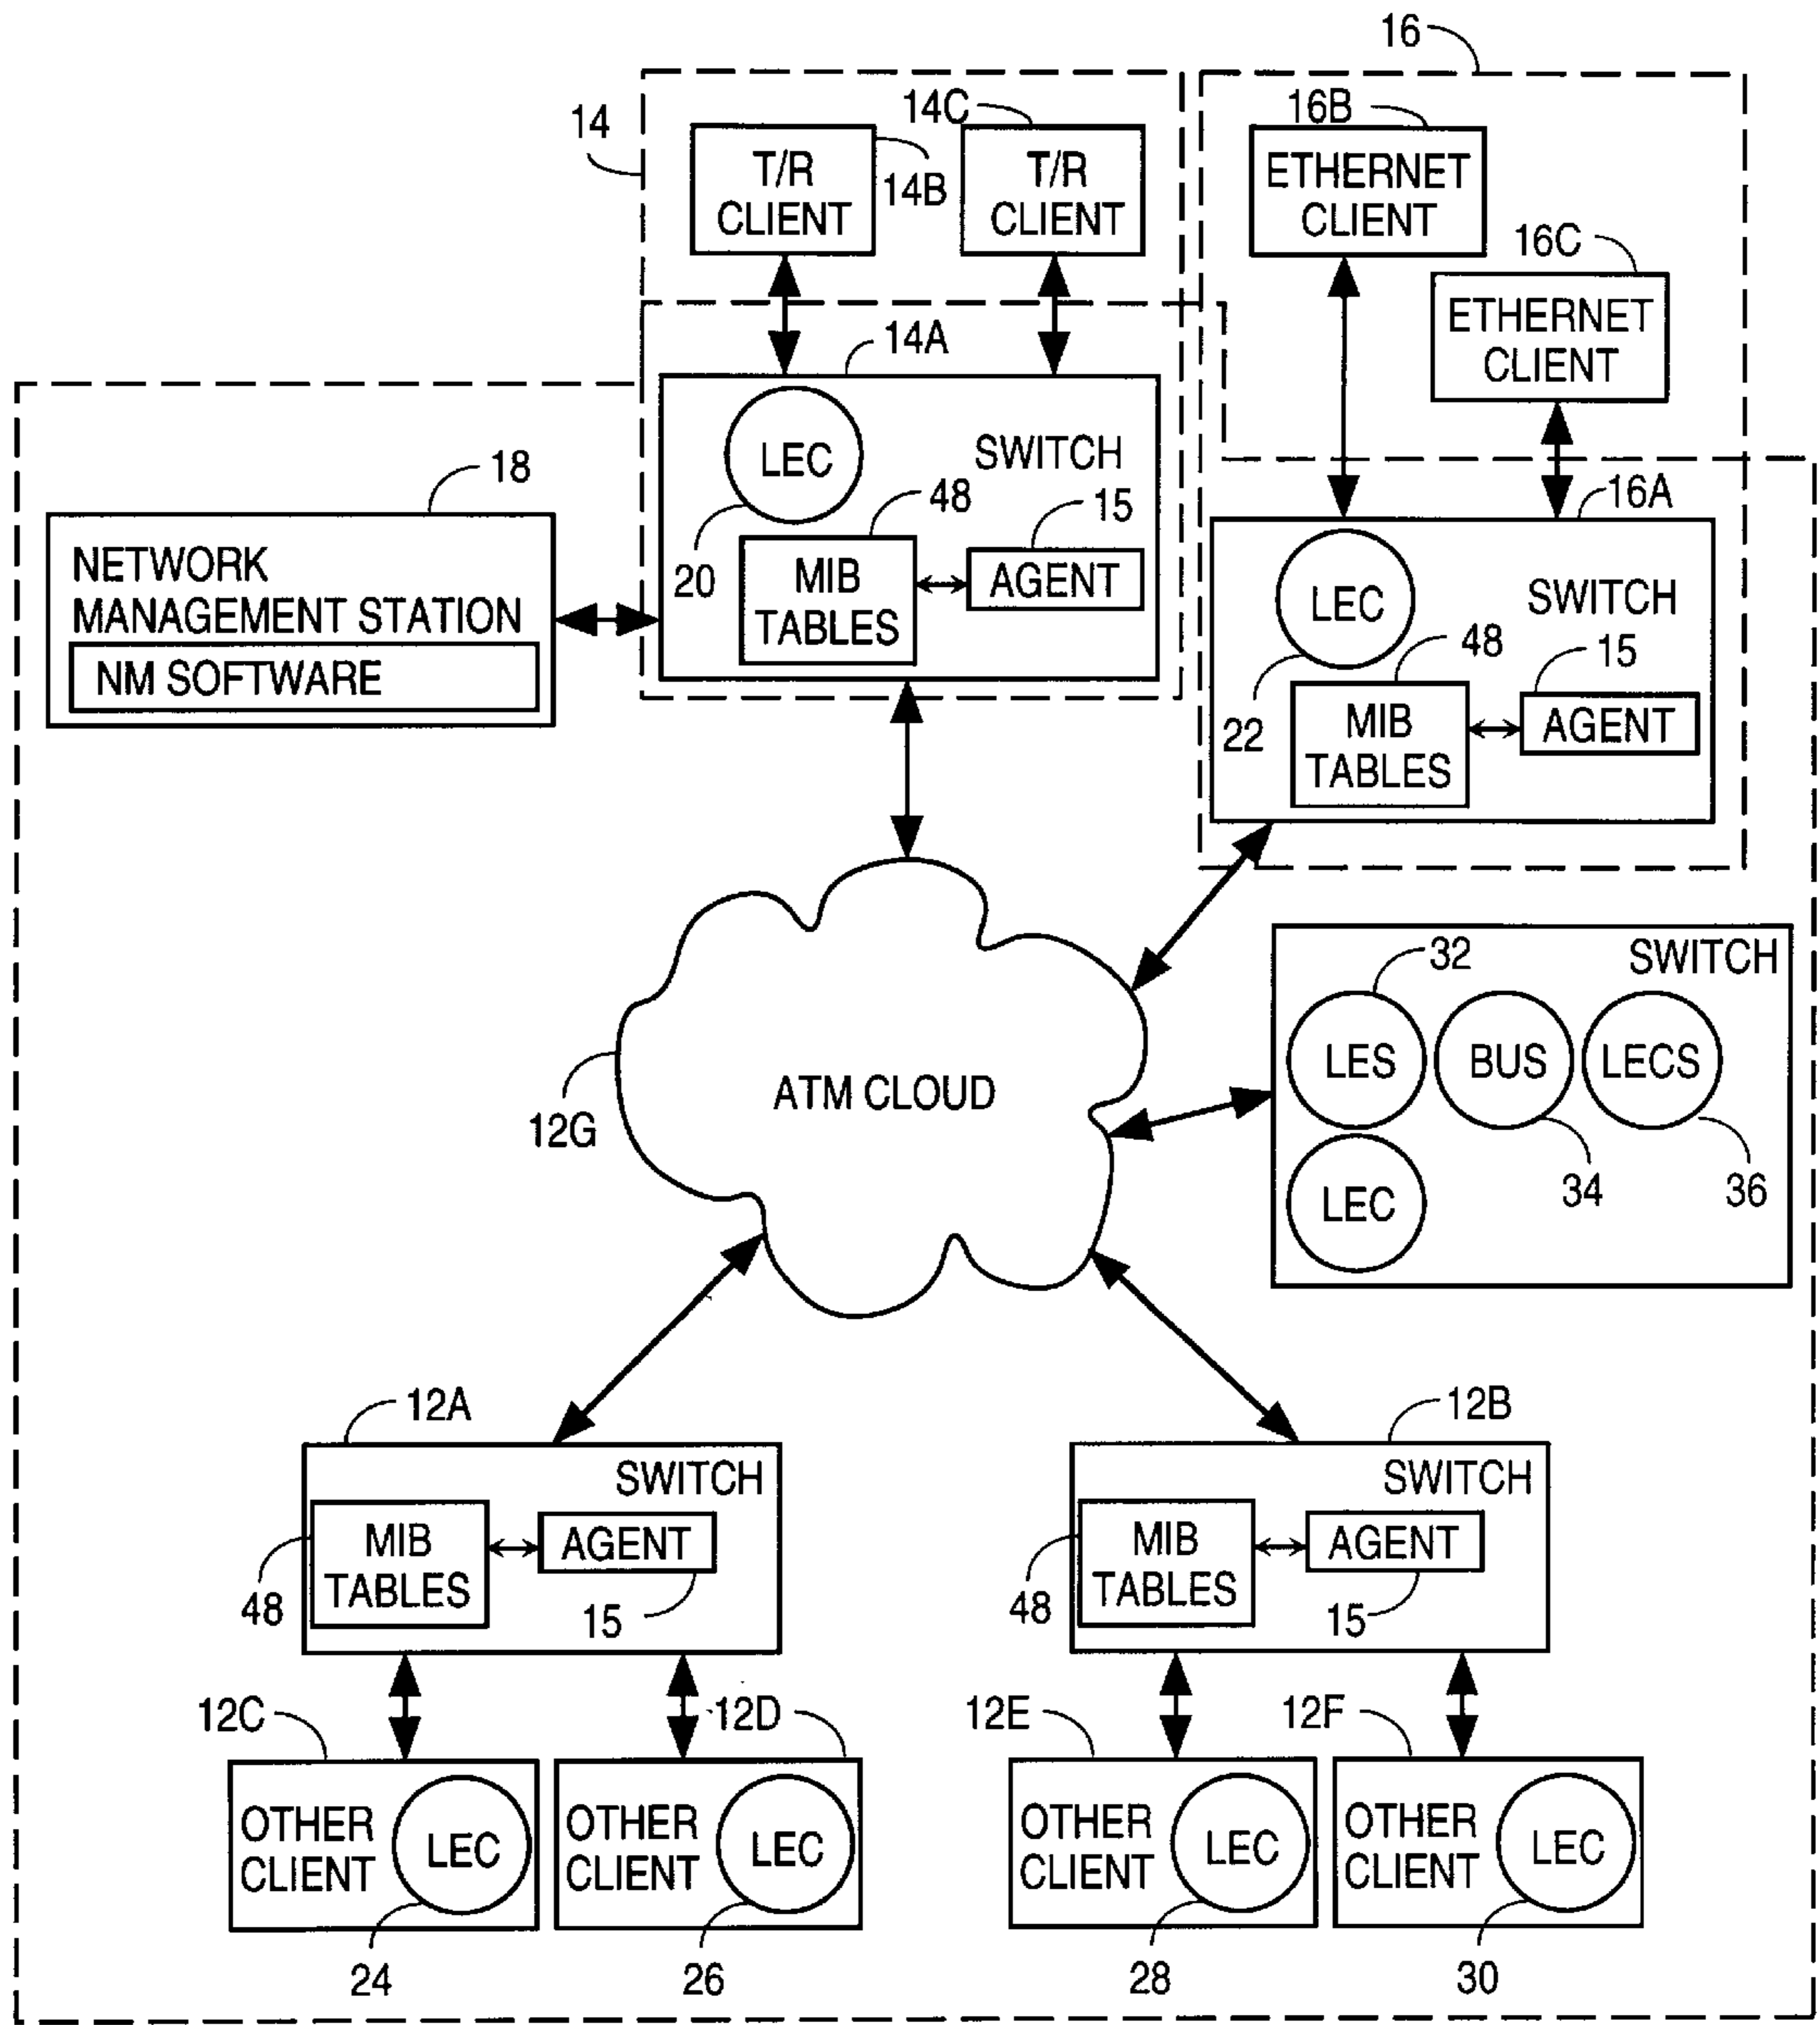 16
14
14C
16B
T/R
CLIENT
14B
T/R
CLIENT
ETHERNET
CLIENT
16C
ETHERNET
CLIENT
14A
LEC
SWITCH
20
48
15
MIB
TABLES
AGENT
18
NETWORK
MANAGEMENT STATION
NM SOFTWARE
16A
LEC
SWITCH
22
48
15
MIB
TABLES
AGENT
SWITCH
32
LES
BUS
LECS
34
36
LEC
ATM CLOUD
12G
12A
SWITCH
MIB
TABLES
AGENT
48
15
12B
SWITCH
MIB
TABLES
AGENT
48
15
12C
OTHER
CLIENT
LEC
24
12D
OTHER
CLIENT
LEC
26
12E
OTHER
CLIENT
LEC
28
12F
OTHER
CLIENT
LEC
30